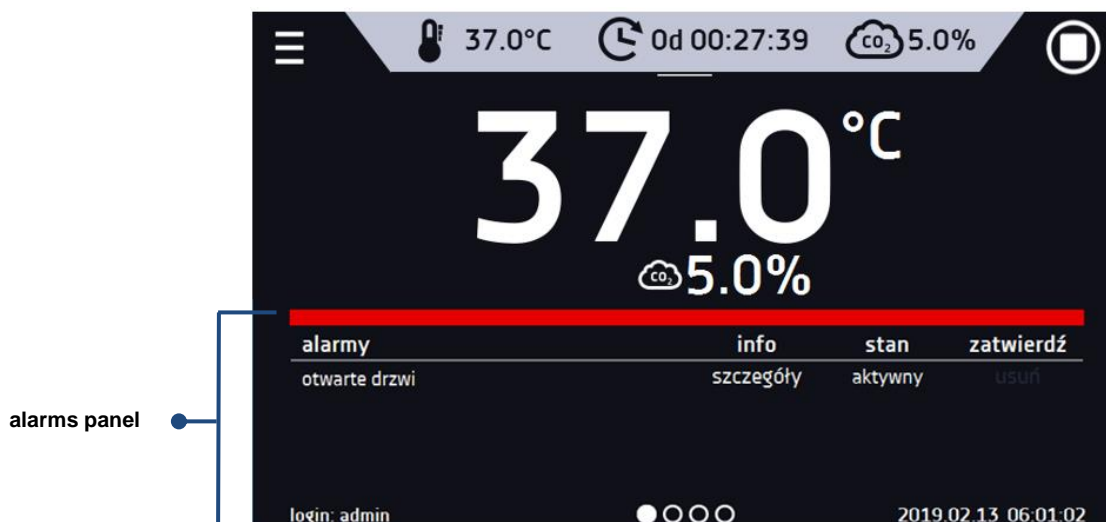 37.0°C 0d 00:27:39 CO₂ 5.0%
37.0 °C
CO₂ 5.0%
alarmy info stan zatwierdź
otwarte drzwi szczegóły aktywny usuń
alarms panel
login: admin 2019.02.13 06:01:02